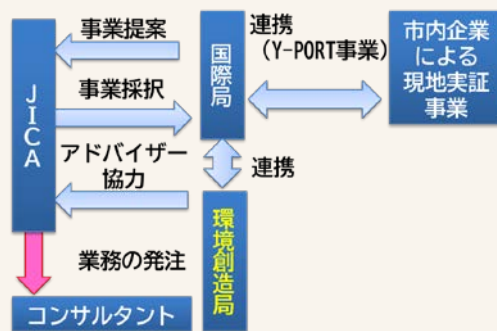 事業提案
JICA
事業採択
アドバイザー
協力
業務の発注
コンサルタント
国際局
連携
(Y-PORT事業)
連携
環境創造局
市内企業
による
現地実証
事業